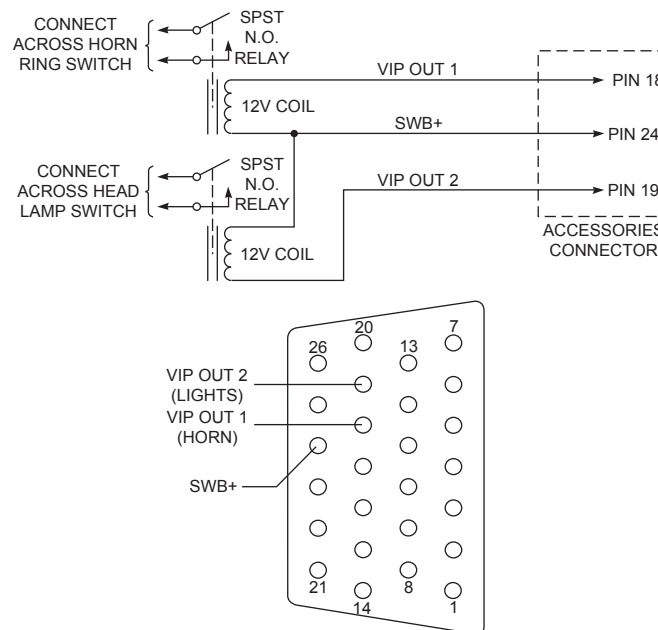 CONNECT
ACROSS HORN
RING SWITCH
SPST
N.O.
RELAY
12V COIL
VIP OUT 1
PIN 18
SWB+
PIN 24
CONNECT
ACROSS HEAD
LAMP SWITCH
SPST
N.O.
RELAY
12V COIL
VIP OUT 2
PIN 19
ACCESSORIES
CONNECTOR
20
7
26
13
VIP OUT 2
(LIGHTS)
VIP OUT 1
(HORN)
SWB+
21
14
8
1